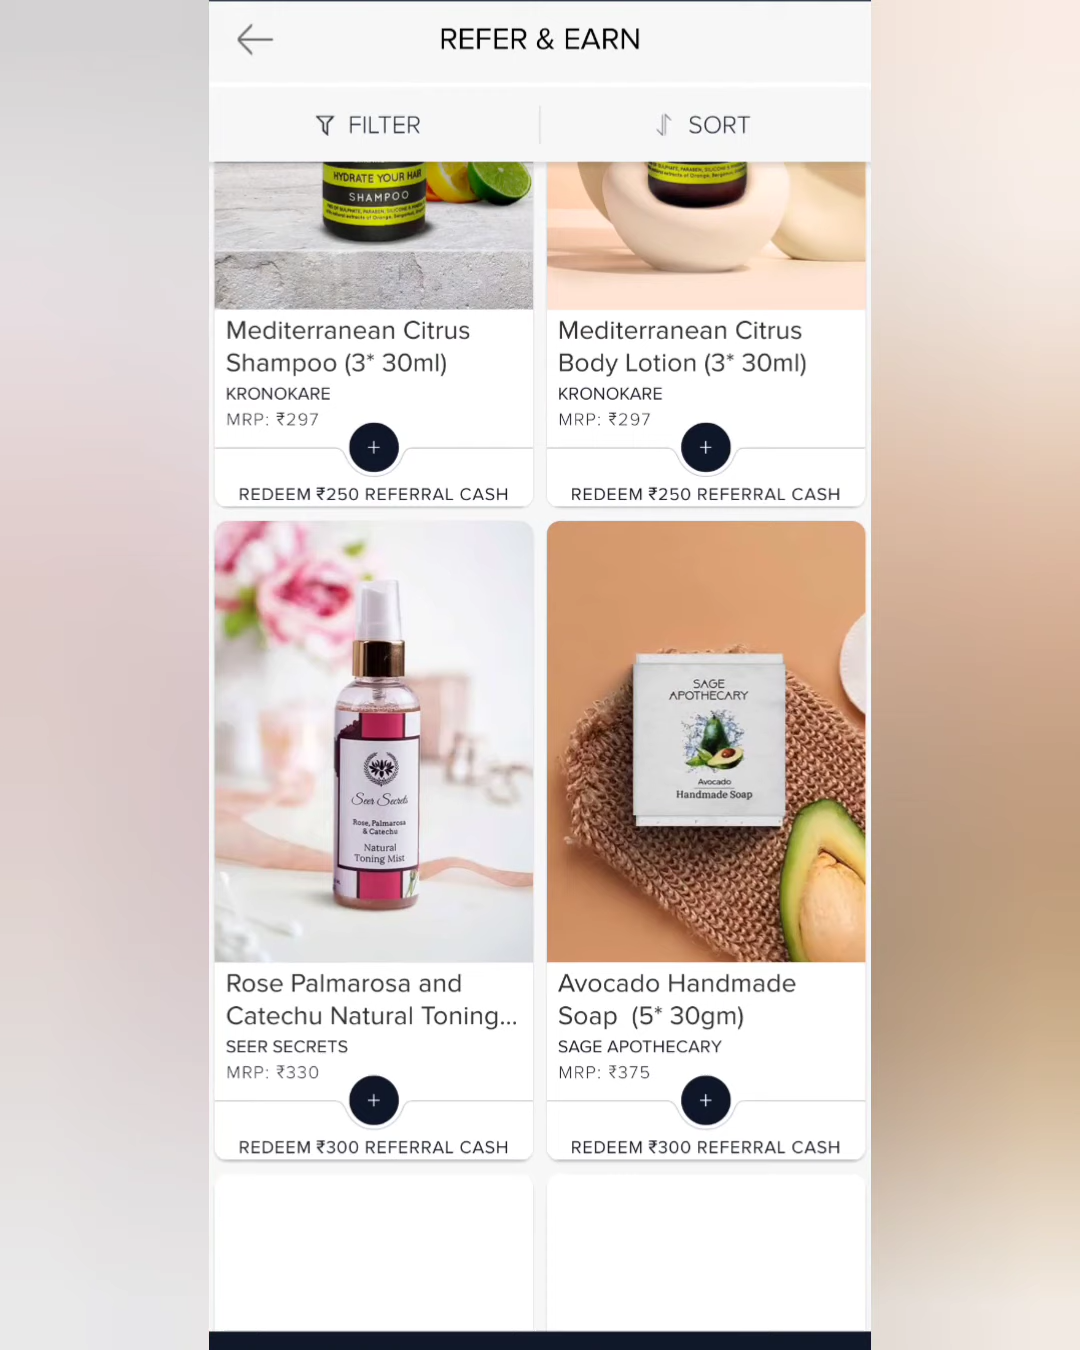 REFER & EARN
FILTER
SORT
HYDRATE YOUR HAIR
SHAMPOO
Mediterranean Citrus
Shampoo (3* 30ml)
KRONOKARE
MRP: ₹297
+
REDEEM ₹250 REFERRAL CASH
Mediterranean Citrus
Body Lotion (3* 30ml)
KRONOKARE
MRP: ₹297
+
REDEEM ₹250 REFERRAL CASH
Seer Secrets
Rose, Palmarosa
& Catechu
Natural
Toning Mist
Rose Palmarosa and
Catechu Natural Toning...
SEER SECRETS
MRP: ₹330
+
REDEEM ₹300 REFERRAL CASH
SAGE
APOTHECARY
Avocado
Handmade Soap
Avocado Handmade
Soap (5* 30gm)
SAGE APOTHECARY
MRP: ₹375
+
REDEEM ₹300 REFERRAL CASH